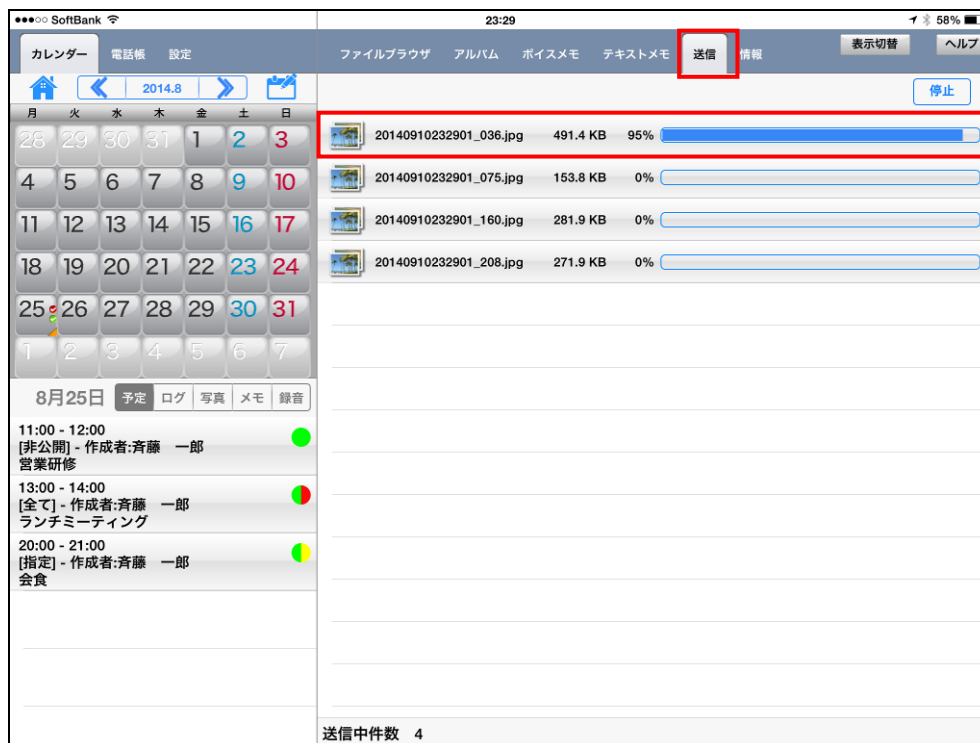 SoftBank 23:29 58%
カレンダー 電話帳 設定
ファイルブラウザ アルバム ボイスメモ テキストメモ 送信 情報 表示切替 ヘルプ
2014.8
停止
月 火 水 木 金 土 日
28 29 30 31 1 2 3
4 5 6 7 8 9 10
11 12 13 14 15 16 17
18 19 20 21 22 23 24
25 26 27 28 29 30 31
1 2 3 4 5 6 7
8月25日 予定 ログ 写真 メモ 録音
11:00 - 12:00
[非公開] - 作成者:斉藤 一郎
営業研修
13:00 - 14:00
[全て] - 作成者:斉藤 一郎
ランチミーティング
20:00 - 21:00
[指定] - 作成者:斉藤 一郎
会食
20140910232901_036.jpg 491.4 KB 95%
20140910232901_075.jpg 153.8 KB 0%
20140910232901_160.jpg 281.9 KB 0%
20140910232901_208.jpg 271.9 KB 0%
送信中件数 4